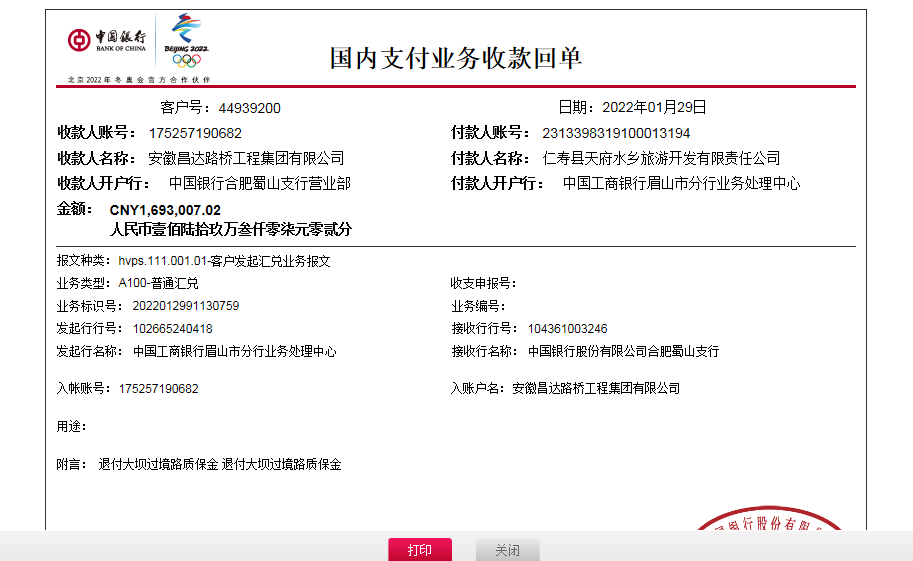 中国银行
BANK OF CHINA
BEIJING 2022
北京2022年冬奥会官方合作伙伴
国内支付业务收款回单
客户号：44939200 日期：2022年01月29日
收款人账号： 175257190682 付款人账号： 2313398319100013194
收款人名称： 安徽昌达路桥工程集团有限公司 付款人名称： 仁寿县天府水乡旅游开发有限责任公司
收款人开户行： 中国银行合肥蜀山支行营业部 付款人开户行： 中国工商银行眉山市分行业务处理中心
金额： CNY1,693,007.02
人民币壹佰陆拾玖万叁仟零柒元零贰分
报文种类：hvps.111.001.01-客户发起汇兑业务报文
业务类型：A100-普通汇兑 收支申报号：
业务标识号：2022012991130759 业务编号：
发起行行号：102665240418 接收行行号：104361003246
发起行名称：中国工商银行眉山市分行业务处理中心 接收行名称：中国银行股份有限公司合肥蜀山支行
入帐账号：175257190682 入账户名：安徽昌达路桥工程集团有限公司
用途：
附言： 退付大坝过境路质保金 退付大坝过境路质保金
国银行股份有限
打印 关闭